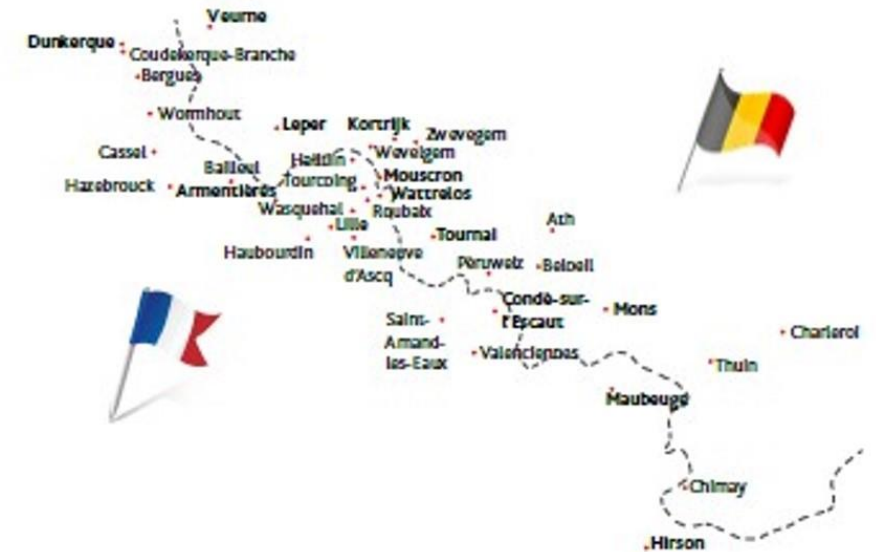 Veurne
Dunkerque
Coudekerque-Branche
Bergues
Wormhout
Leper
Kortrijk
Zwevegem
Cassel
Wevelgem
Bailleul
Halluin
Hazebrouck
Armentières
Tourcoing
Mouscron
Wattrelos
Wasquehal
Roubaix
Lille
Ath
Tournai
Haubourdin
Villeneuve
d'Ascq
Péruwelz
Beloeil
Condé-sur-
l'Escaut
Mons
Saint-
Amand-
les-Eaux
Charleroi
Valenciennes
Thuin
Maubeuge
Chimay
Hirson